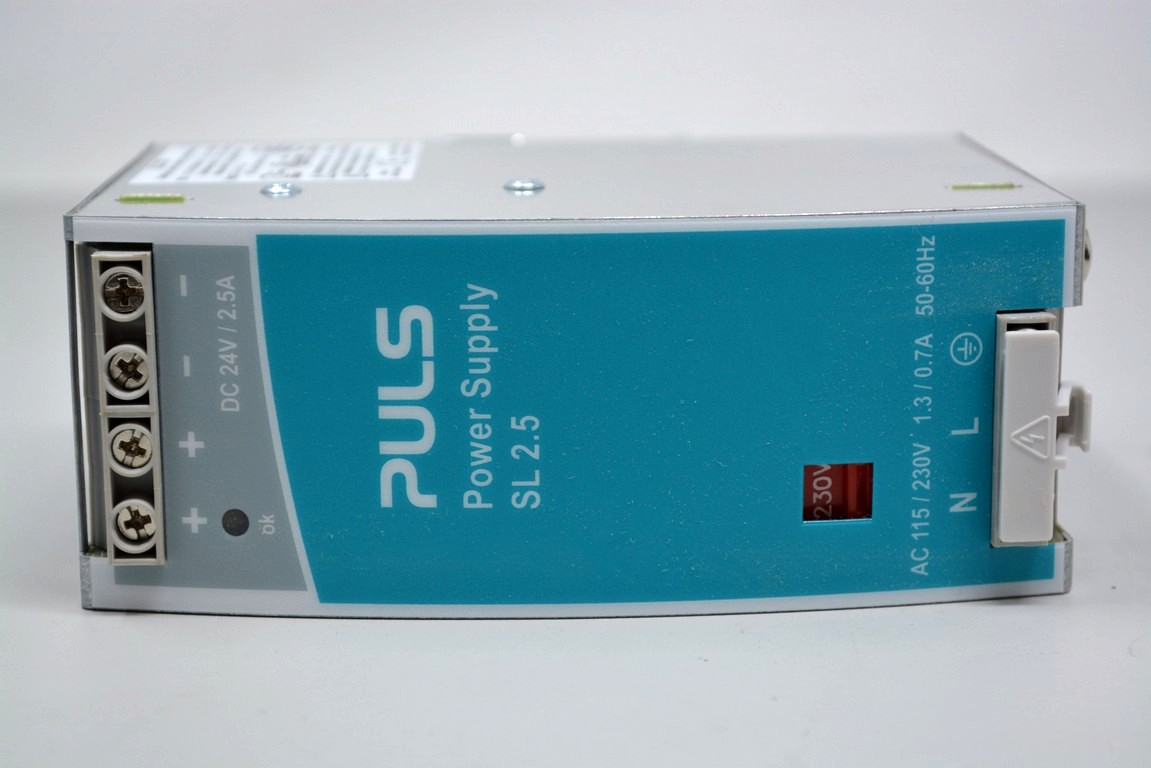 − − + +
DC 24V / 2.5A
ok
PULS
Power Supply
SL 2.5
230V
AC 115 / 230V 1.3 / 0.7A 50-60Hz
N L